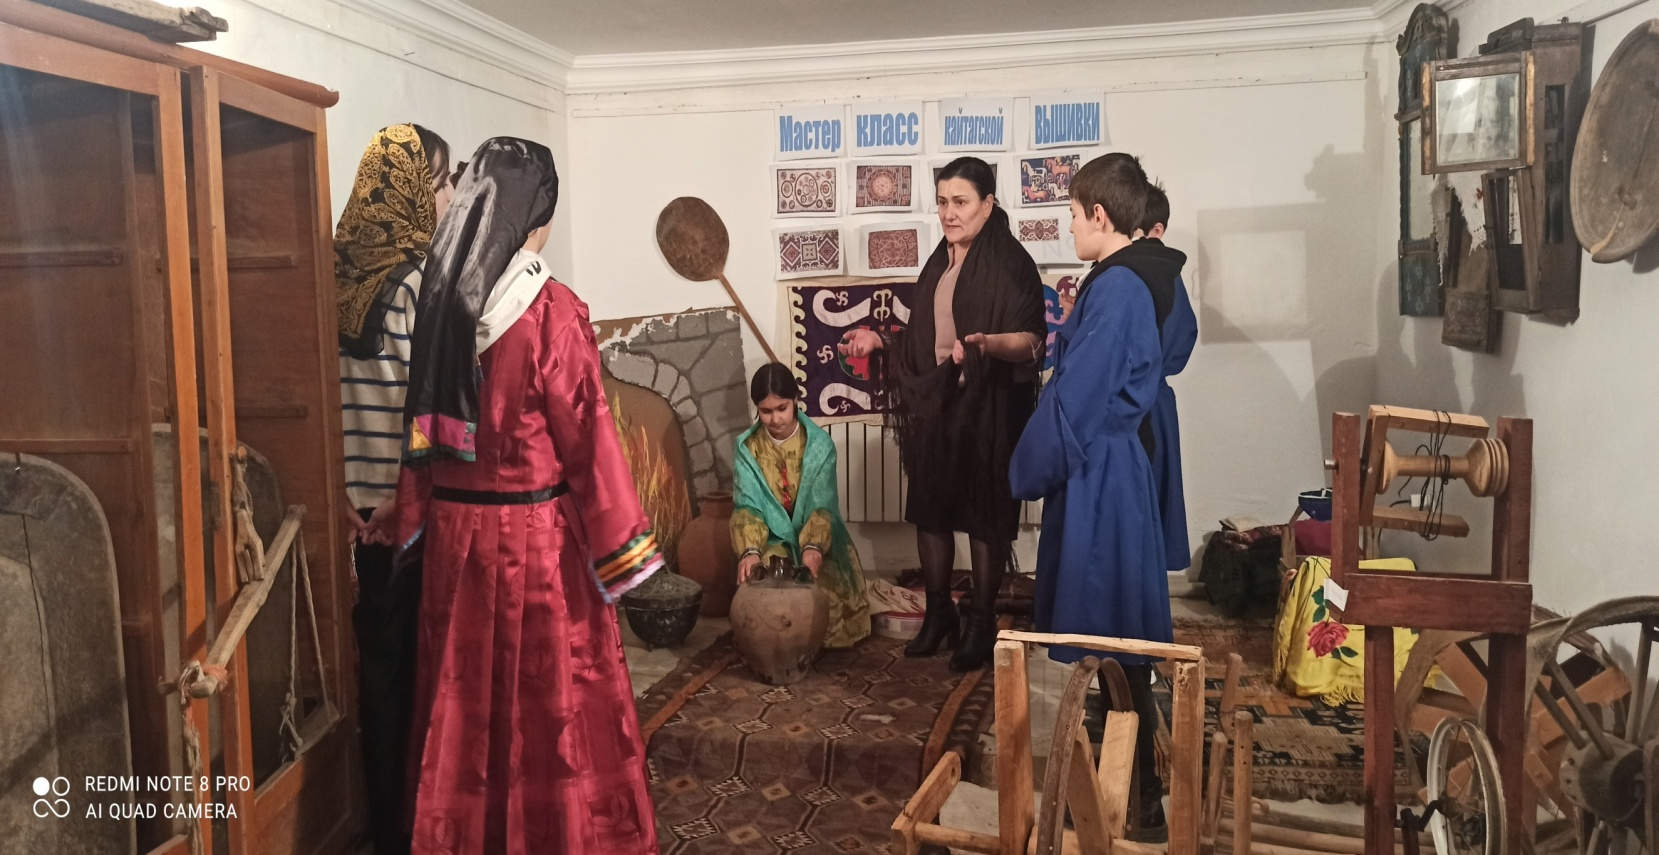 Мастер класс кайтагской вышивки
REDMI NOTE 8 PRO
AI QUAD CAMERA